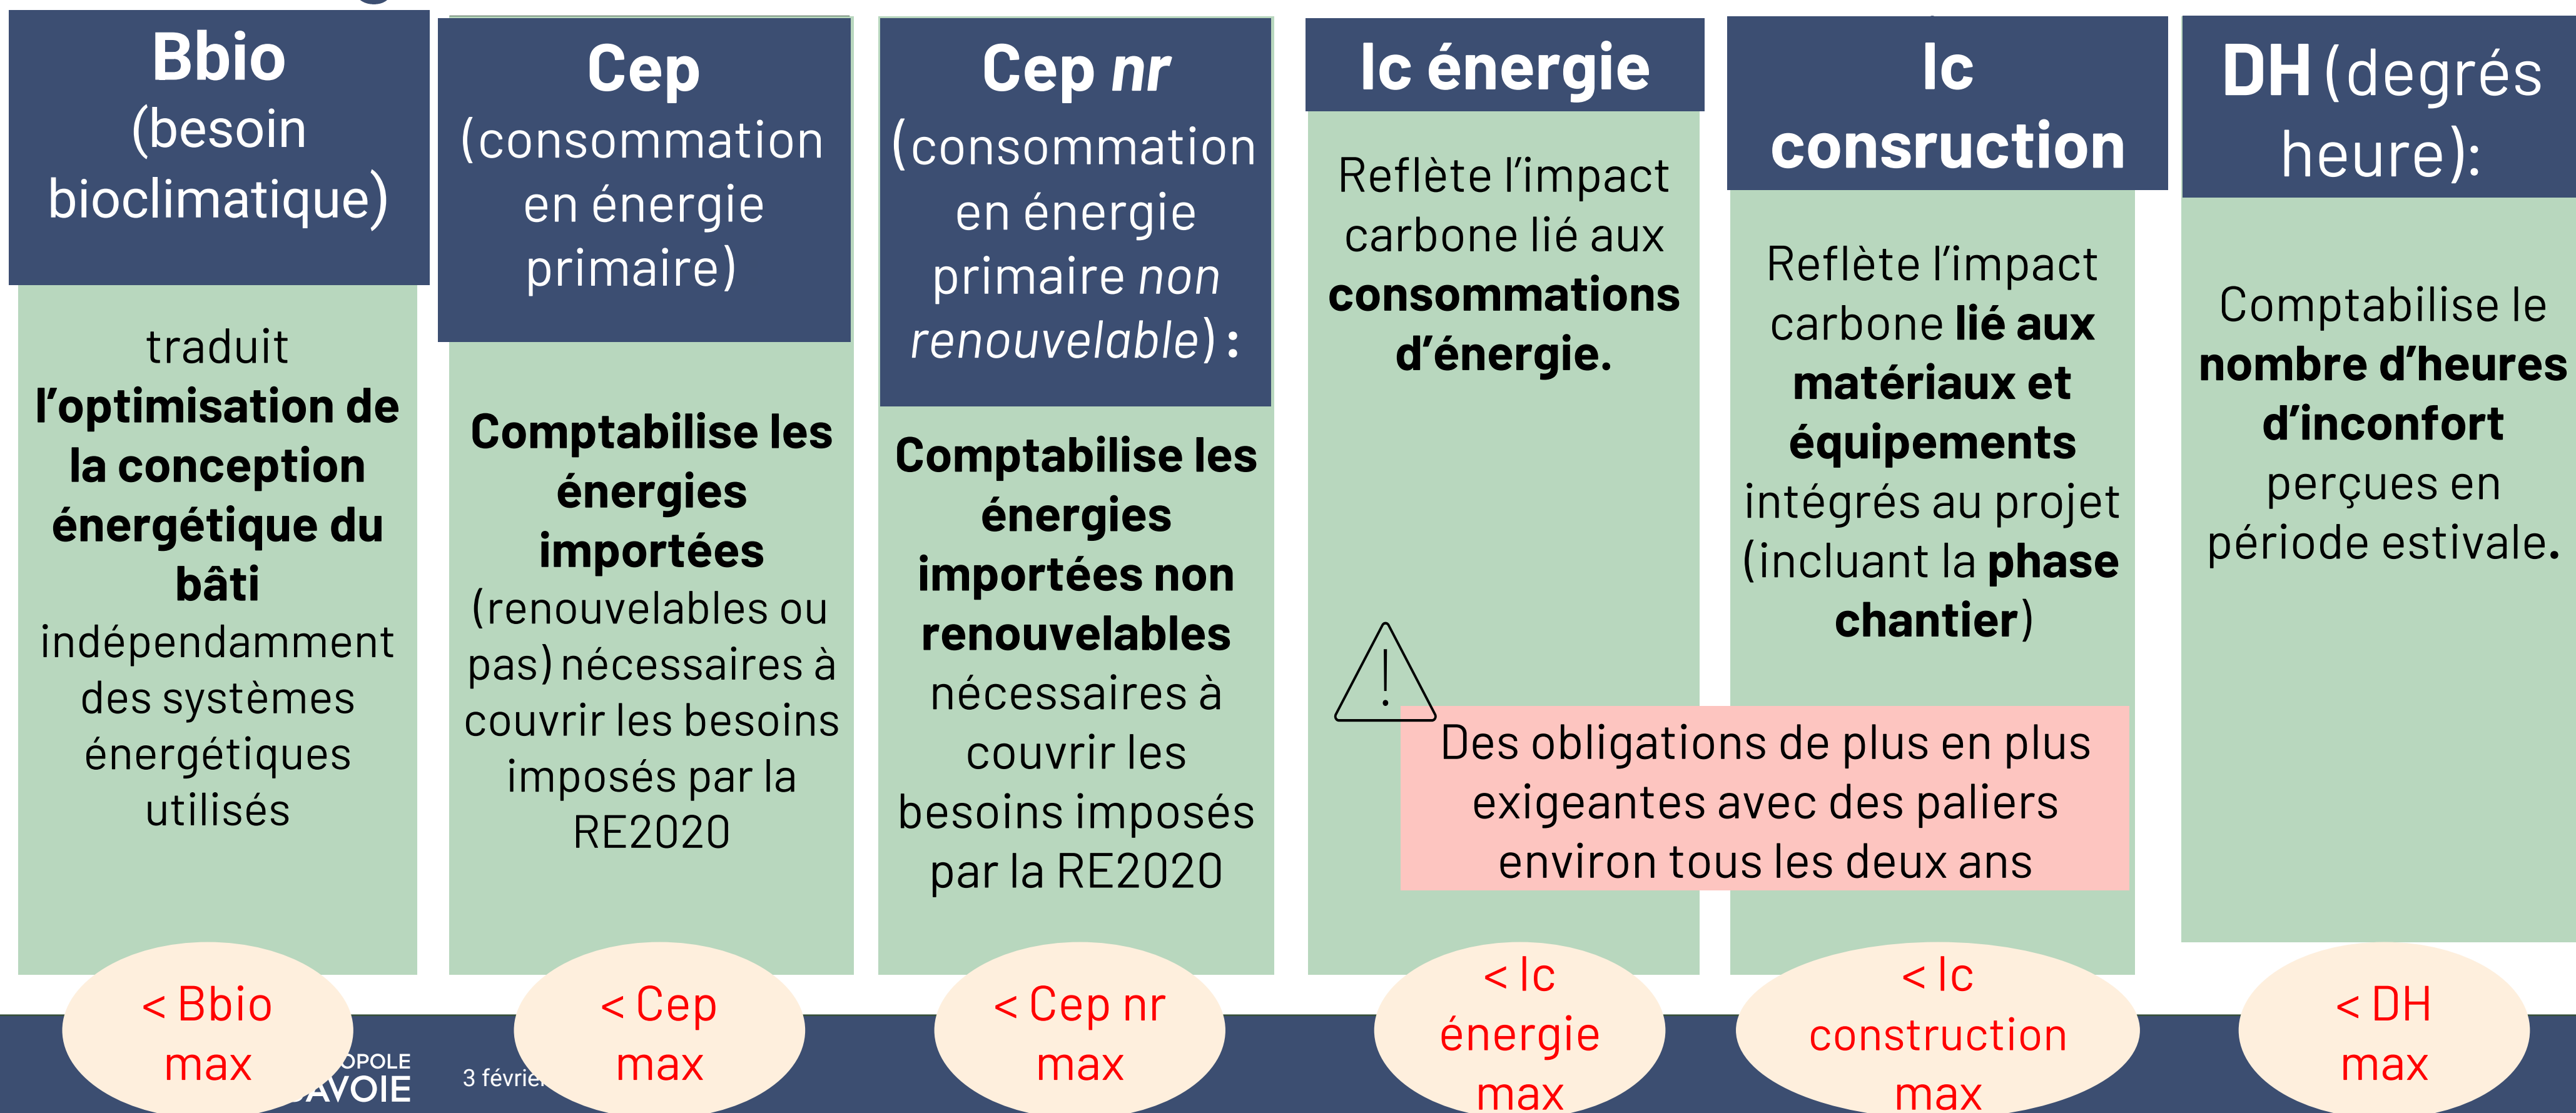 Bbio
(besoin
bioclimatique)
traduit
l’optimisation de
la conception
énergétique du
bâti
indépendamment
des systèmes
énergétiques
utilisés
< Bbio
max
Cep
(consommation
en énergie
primaire)
Comptabilise les
énergies
importées
(renouvelables ou
pas) nécessaires à
couvrir les besoins
imposés par la
RE2020
< Cep
max
Cep nr
(consommation
en énergie
primaire non
renouvelable) :
Comptabilise les
énergies
importées non
renouvelables
nécessaires à
couvrir les
besoins imposés
par la RE2020
< Cep nr
max
Ic énergie
Reflète l’impact
carbone lié aux
consommations
d’énergie.
< Ic
énergie
max
Ic
consruction
Reflète l’impact
carbone lié aux
matériaux et
équipements
intégrés au projet
(incluant la phase
chantier)
< Ic
construction
max
!
Des obligations de plus en plus
exigeantes avec des paliers
environ tous les deux ans
DH (degrés
heure):
Comptabilise le
nombre d’heures
d’inconfort
perçues en
période estivale.
< DH
max
OPOLE
AVOIE
3 févrie